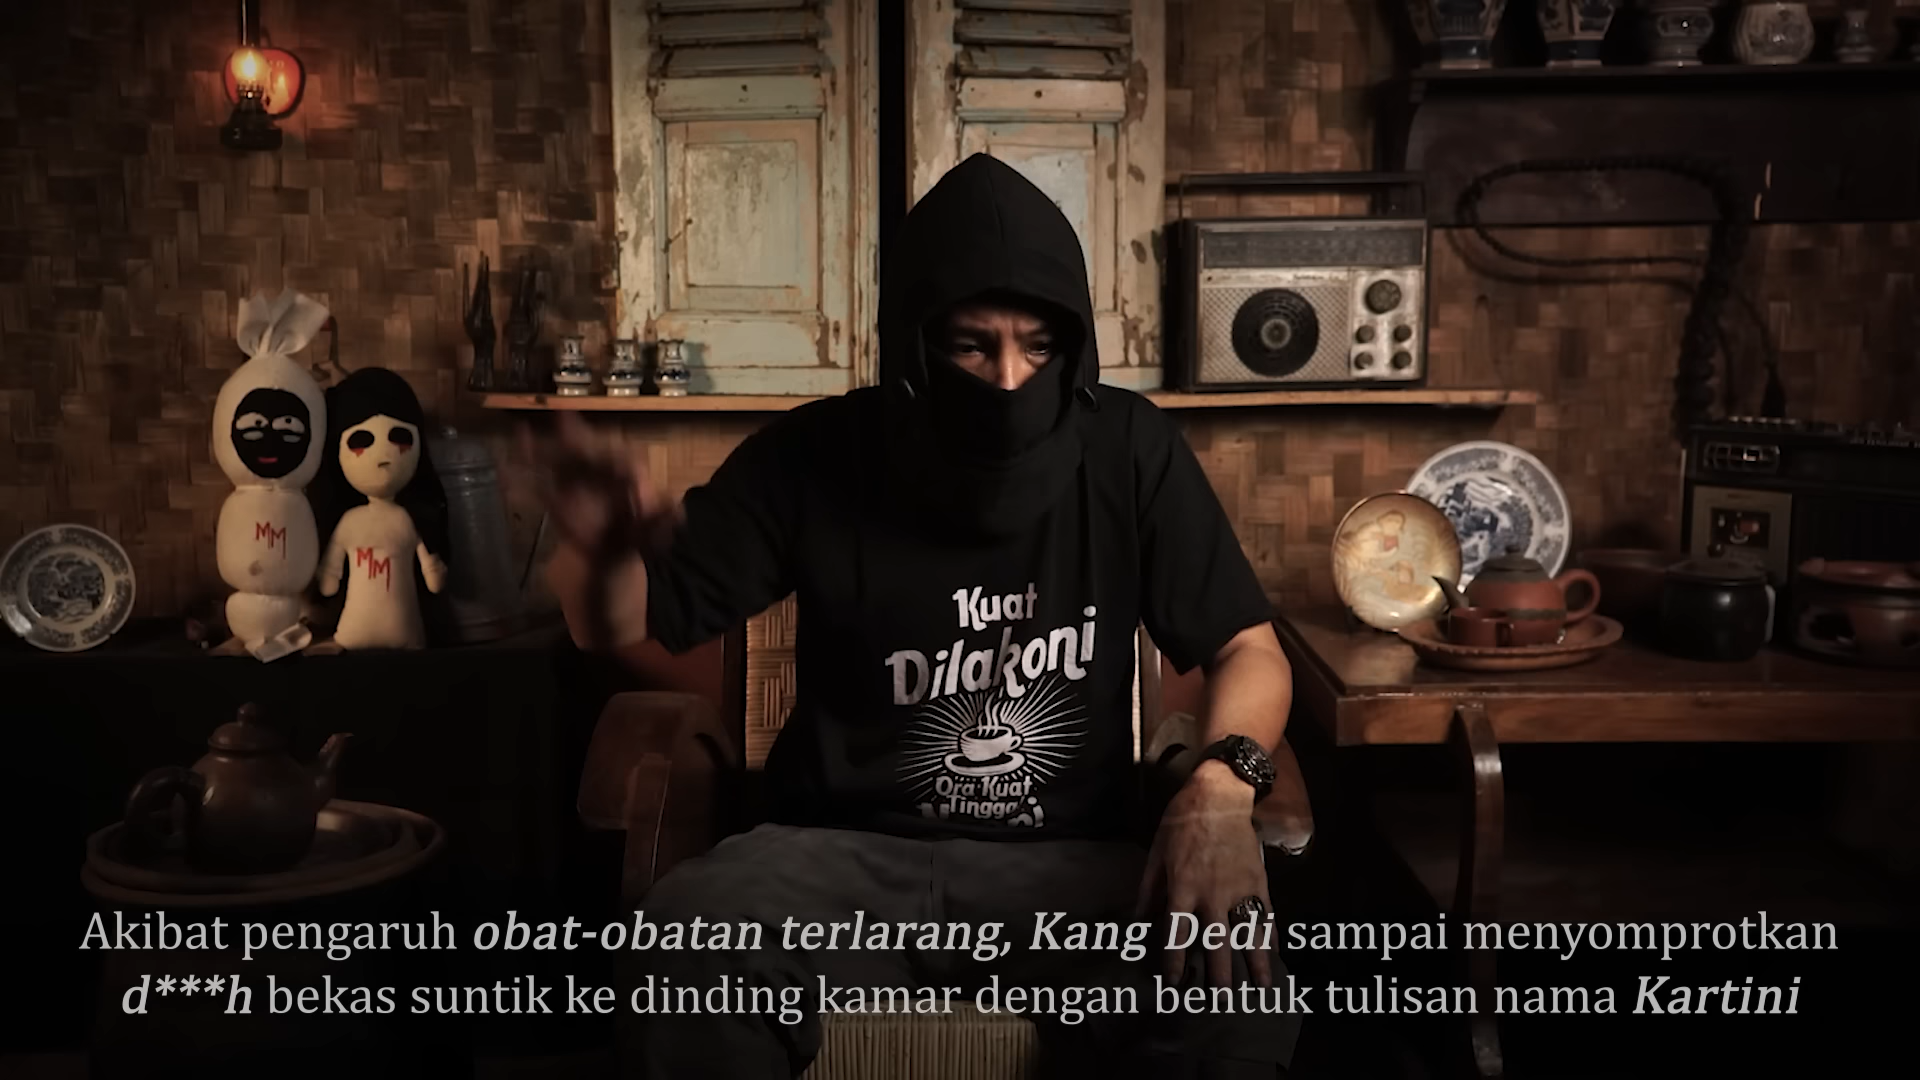 MM
MM
Kuat
Dilakoni
Ora Kuat
Akibat pengaruh obat-obatan terlarang, Kang Dedi sampai menyomprotkan
d***h bekas suntik ke dinding kamar dengan bentuk tulisan nama Kartini